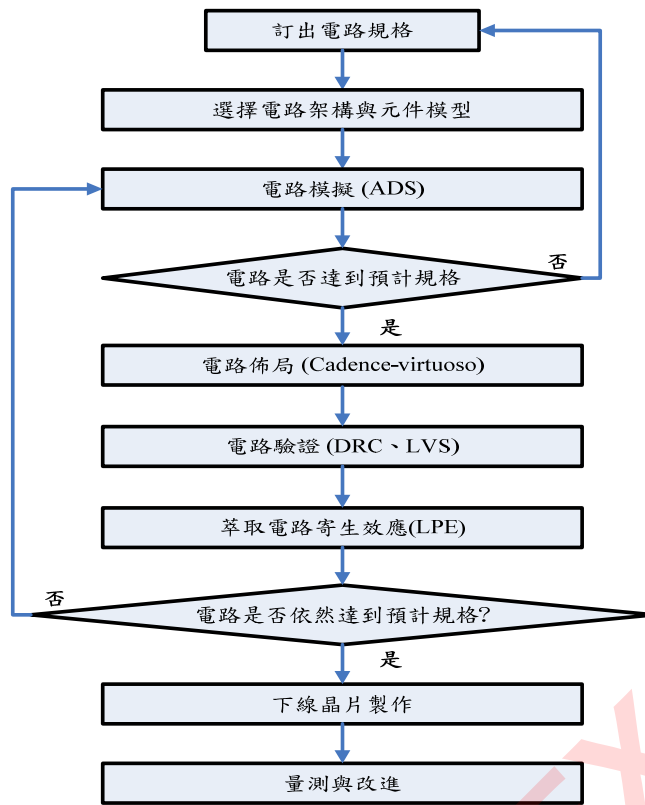 訂出電路規格
選擇電路架構與元件模型
電路模擬 (ADS)
電路是否達到預計規格
否
是
電路佈局 (Cadence-virtuoso)
電路驗證 (DRC、LVS)
萃取電路寄生效應(LPE)
否
電路是否依然達到預計規格?
是
下線晶片製作
量測與改進